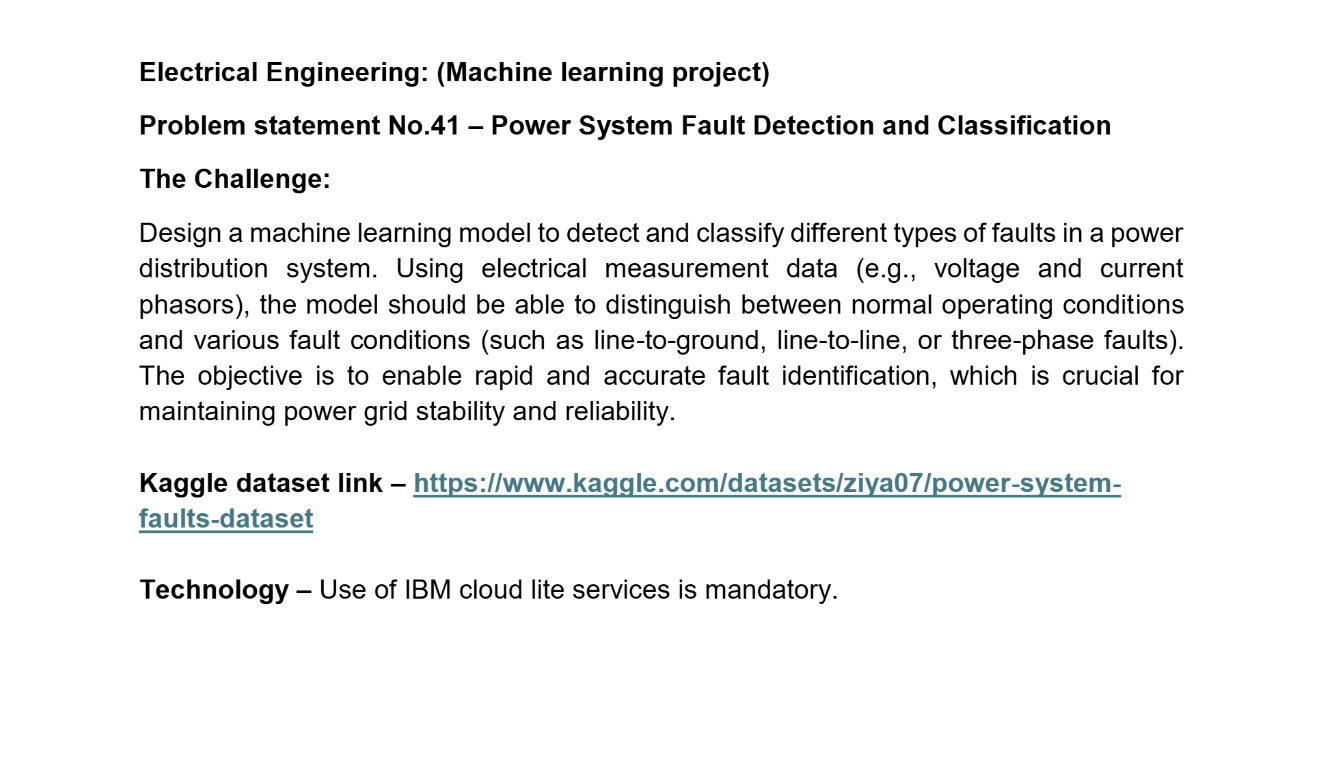 Electrical Engineering: (Machine learning project)
Problem statement No.41 – Power System Fault Detection and Classification
The Challenge:
Design a machine learning model to detect and classify different types of faults in a power
distribution system. Using electrical measurement data (e.g., voltage and current
phasors), the model should be able to distinguish between normal operating conditions
and various fault conditions (such as line-to-ground, line-to-line, or three-phase faults).
The objective is to enable rapid and accurate fault identification, which is crucial for
maintaining power grid stability and reliability.
Kaggle dataset link – https://www.kaggle.com/datasets/ziya07/power-system-
faults-dataset
Technology – Use of IBM cloud lite services is mandatory.